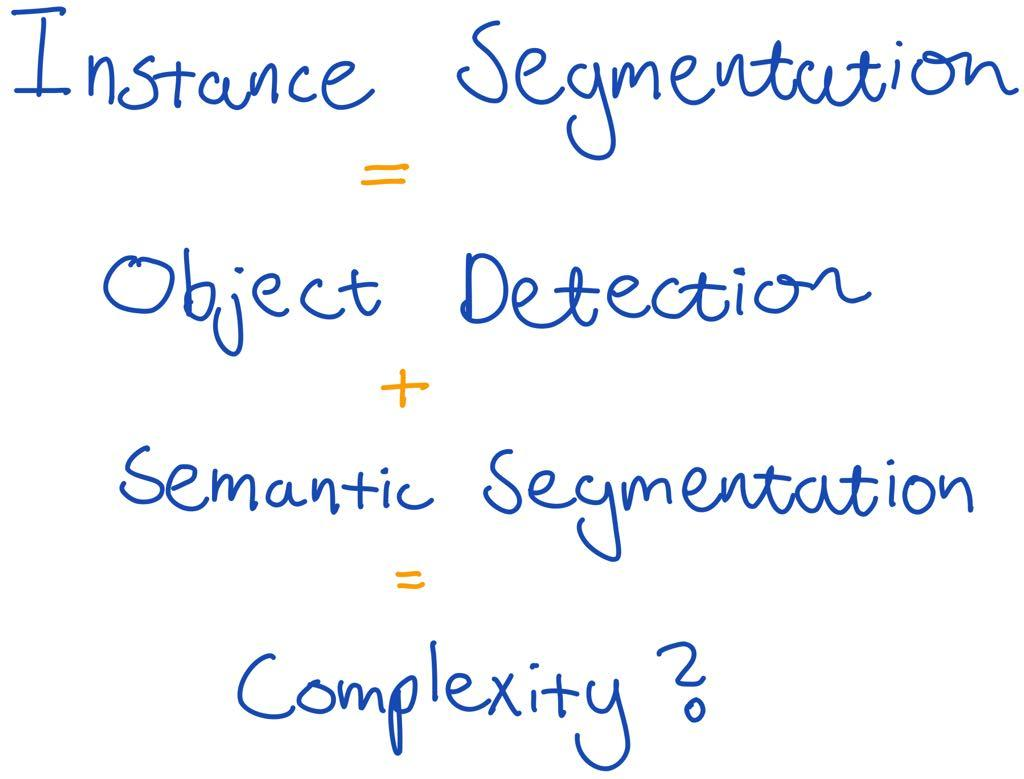 Instance Segmentation
=
Object Detection
+
Semantic Segmentation
=
Complexity?